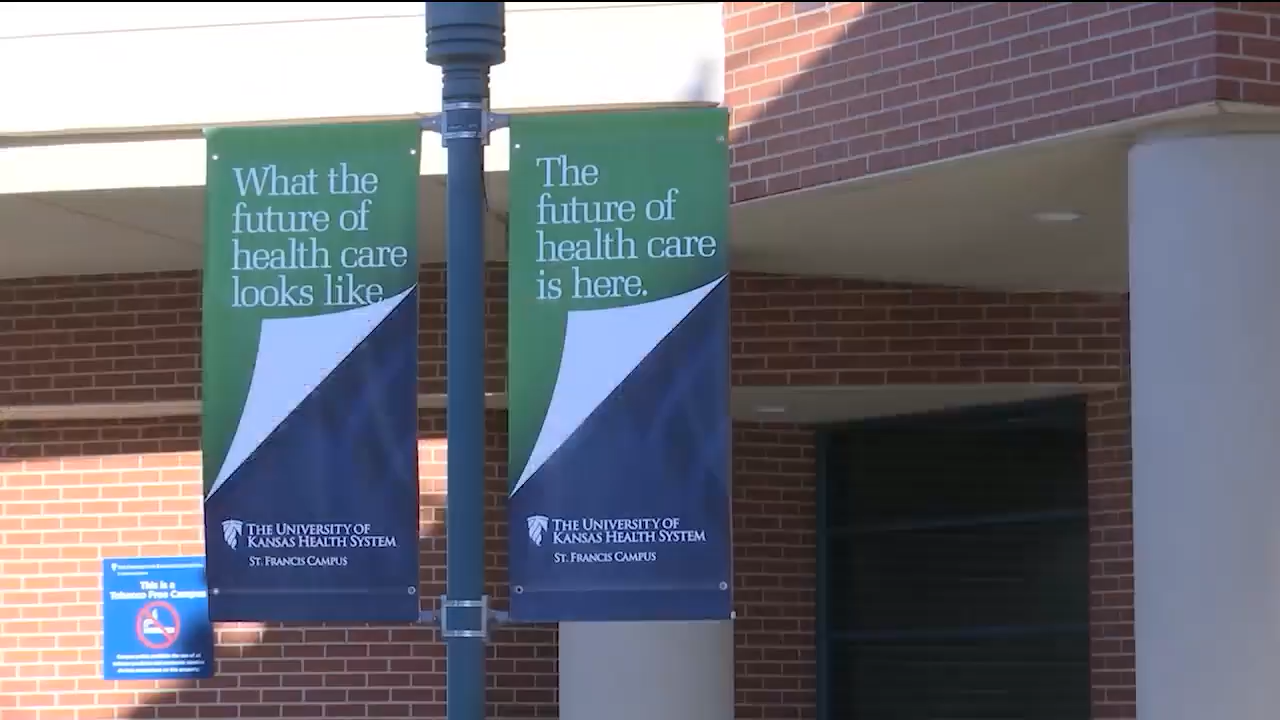 What the
future of
health care
looks like.
THE UNIVERSITY OF
KANSAS HEALTH SYSTEM
ST. FRANCIS CAMPUS
The
future of
health care
is here.
THE UNIVERSITY OF
KANSAS HEALTH SYSTEM
ST. FRANCIS CAMPUS
This is a
Tobacco Free Campus